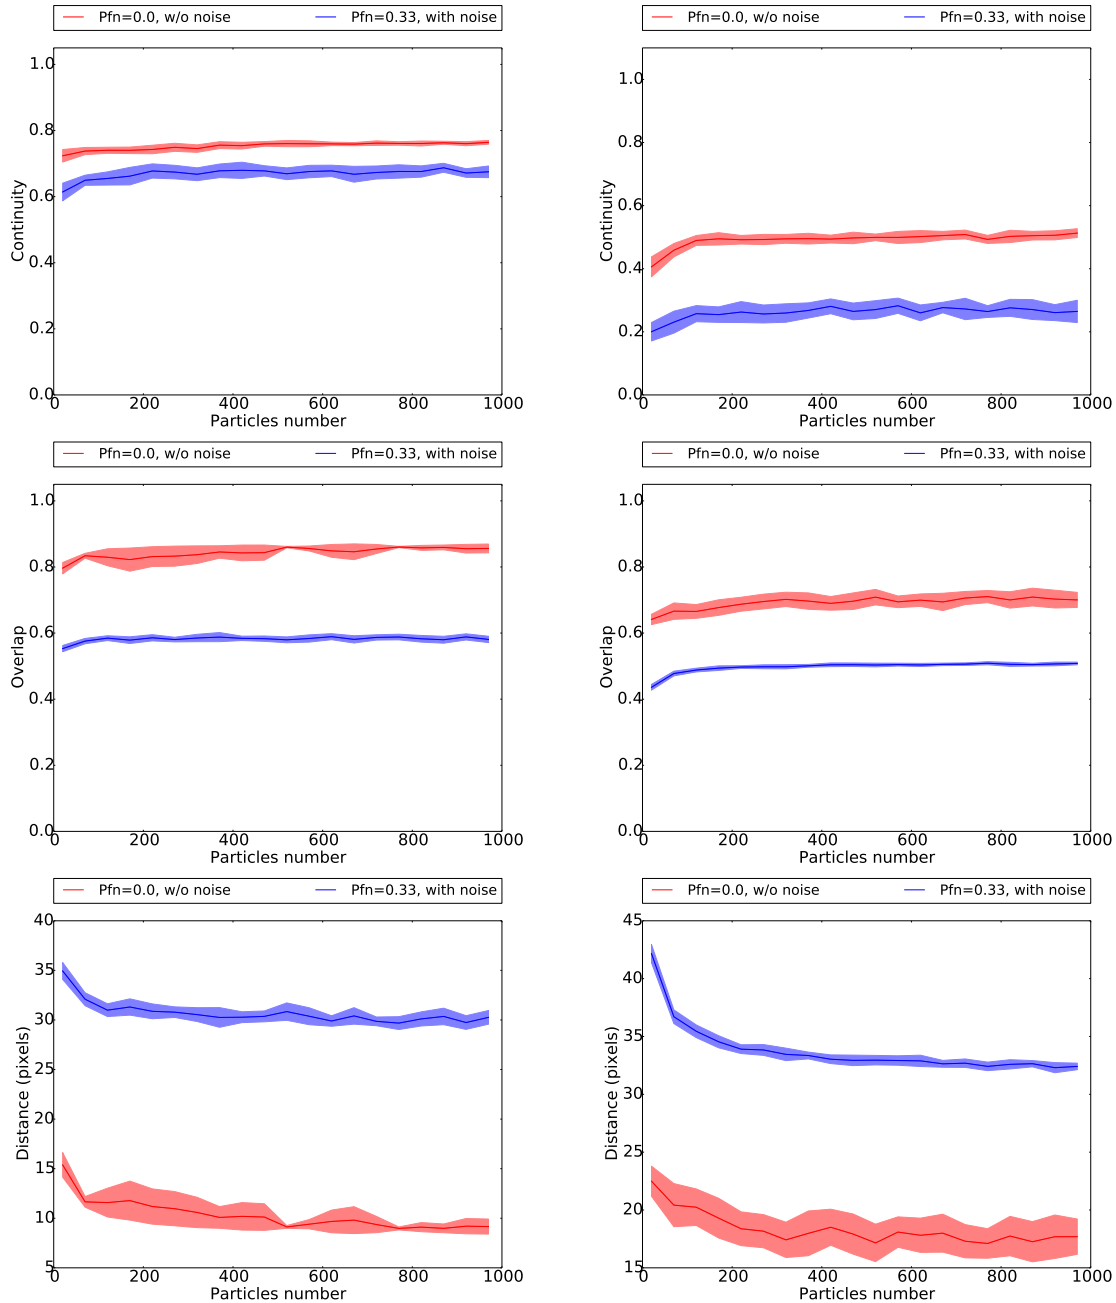 Pfn=0.0, w/o noise Pfn=0.33, with noise
1.0
0.8
0.6
0.4
0.2
0.0
Continuity
0 200 400 600 800 1000
Particles number
Pfn=0.0, w/o noise Pfn=0.33, with noise
1.0
0.8
0.6
0.4
0.2
0.0
Continuity
0 200 400 600 800 1000
Particles number
Pfn=0.0, w/o noise Pfn=0.33, with noise
1.0
0.8
0.6
0.4
0.2
0.0
Overlap
0 200 400 600 800 1000
Particles number
Pfn=0.0, w/o noise Pfn=0.33, with noise
1.0
0.8
0.6
0.4
0.2
0.0
Overlap
0 200 400 600 800 1000
Particles number
Pfn=0.0, w/o noise Pfn=0.33, with noise
40
35
30
25
20
15
10
5
Distance (pixels)
0 200 400 600 800 1000
Particles number
Pfn=0.0, w/o noise Pfn=0.33, with noise
45
40
35
30
25
20
15
Distance (pixels)
0 200 400 600 800 1000
Particles number